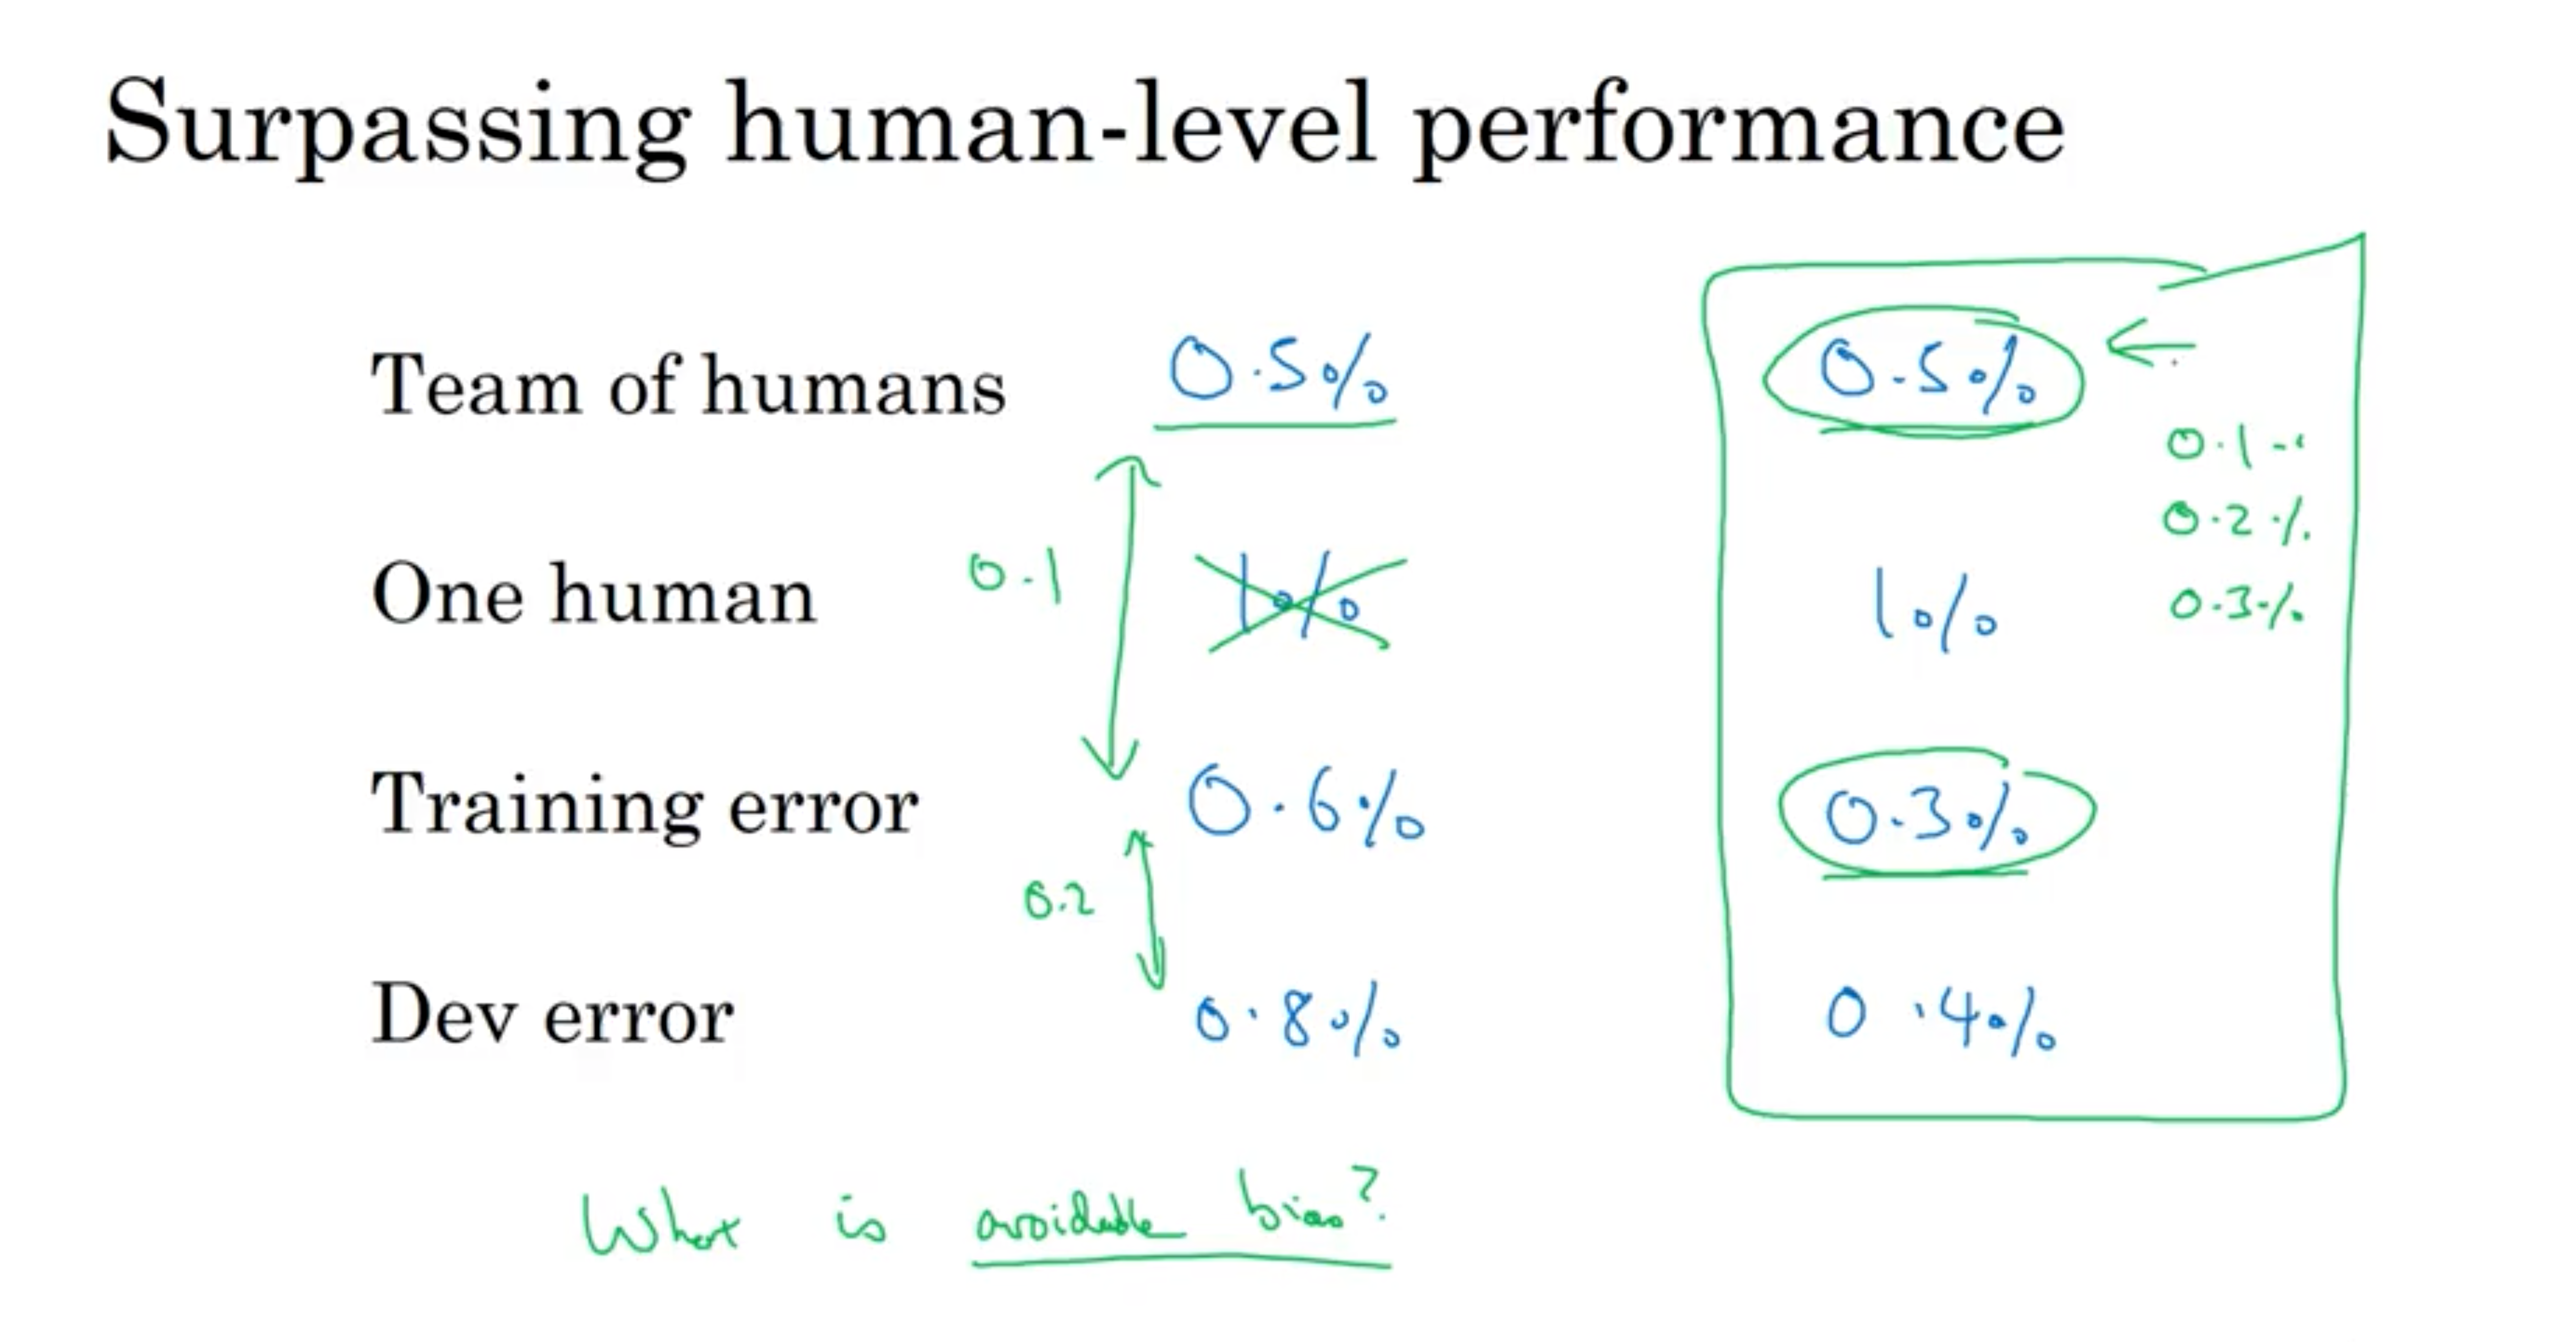 Surpassing human-level performance
Team of humans 0.5% 0.5%
0.1
0.2%
One human 0.1 1% 1% 0.3%
Training error 0.6% 0.3%
0.2
Dev error 0.8% 0.4%
What is avoidable bias?